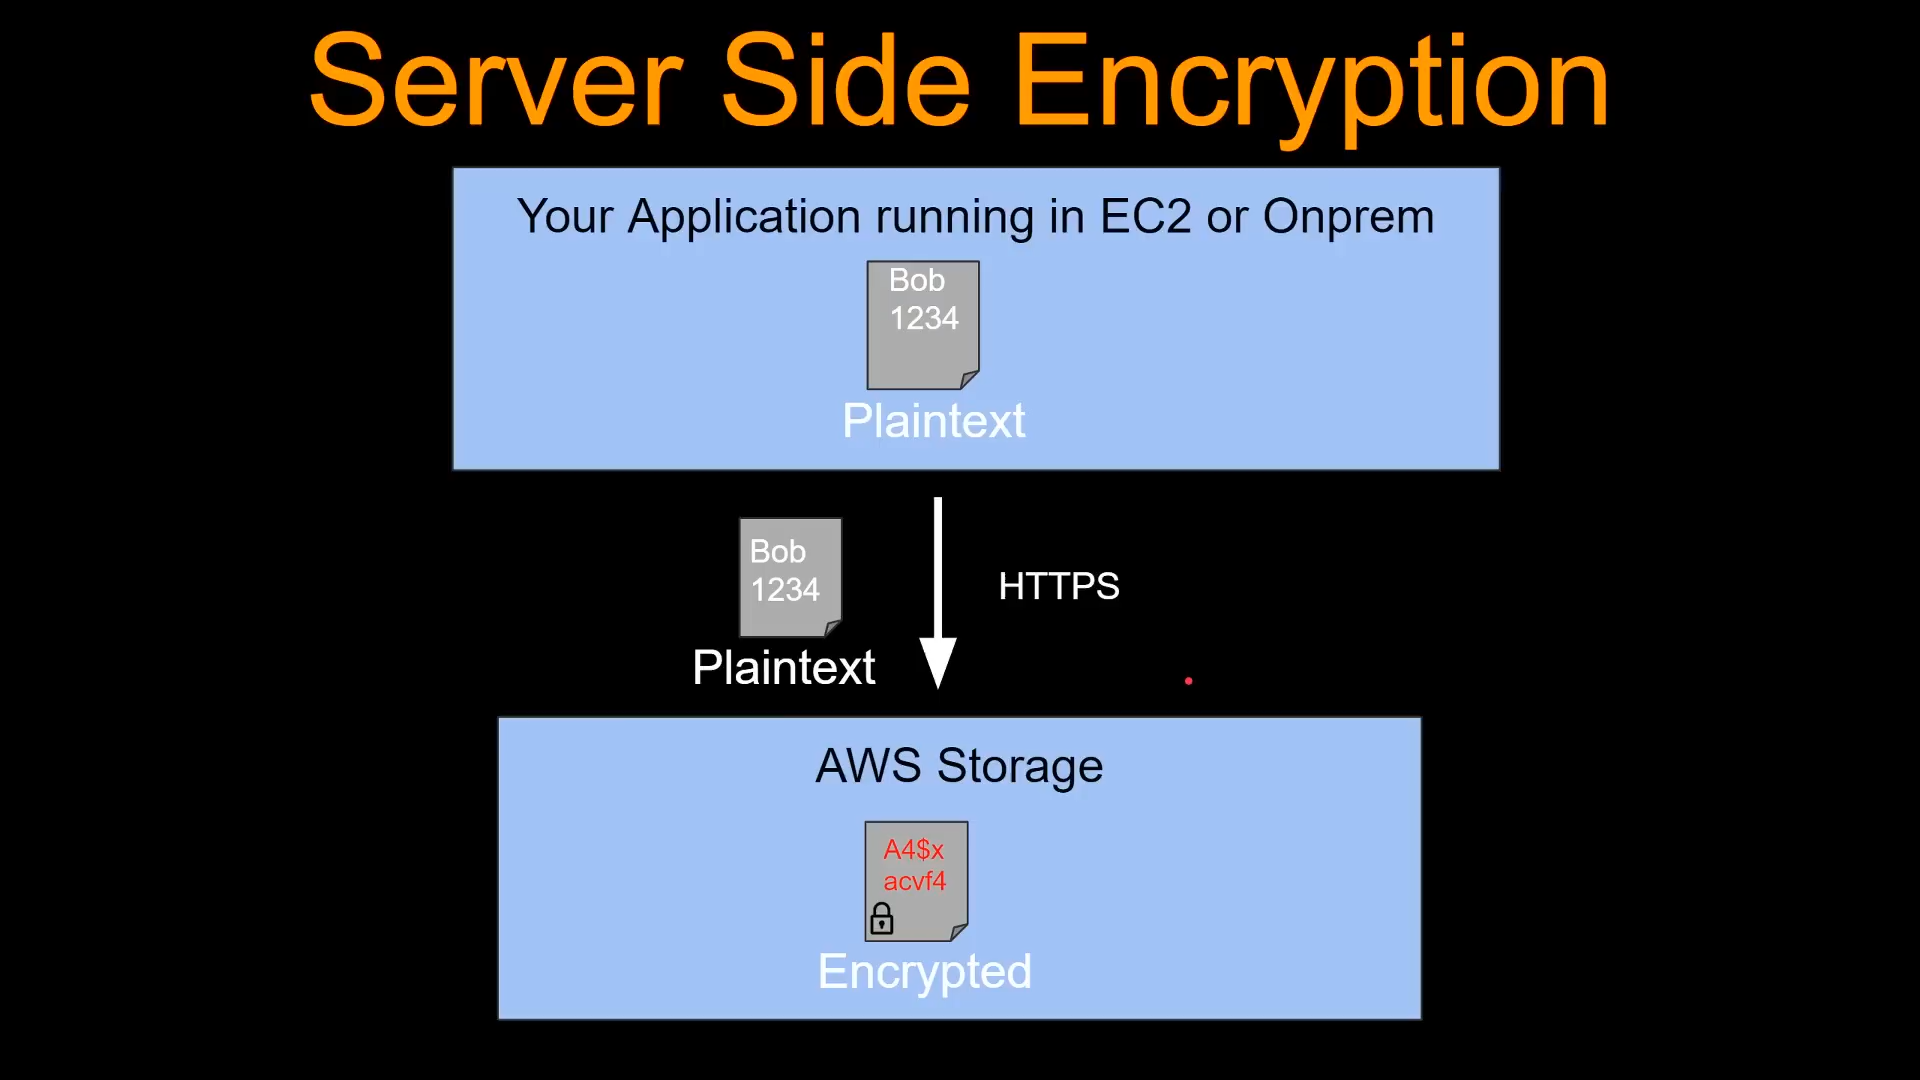 Server Side Encryption
Your Application running in EC2 or Onprem
Bob
1234
Plaintext
Bob
1234
HTTPS
Plaintext
AWS Storage
A4$x
acvf4
Encrypted